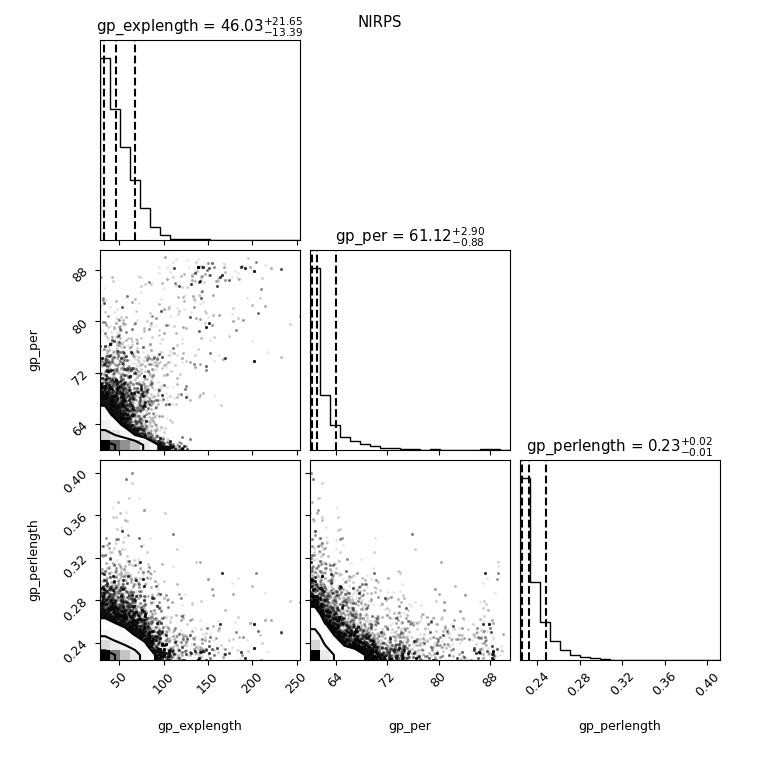 NIRPS
gp_explength = 46.03 +21.65 −13.39
gp_per = 61.12 +2.90 −0.88
88
80
72
64
gp_per
gp_perlength = 0.23 +0.02 −0.01
0.40
0.36
0.32
0.28
0.24
gp_perlength
50 100 150 200 250
64 72 80 88
0.24 0.28 0.32 0.36 0.40
gp_explength gp_per gp_perlength